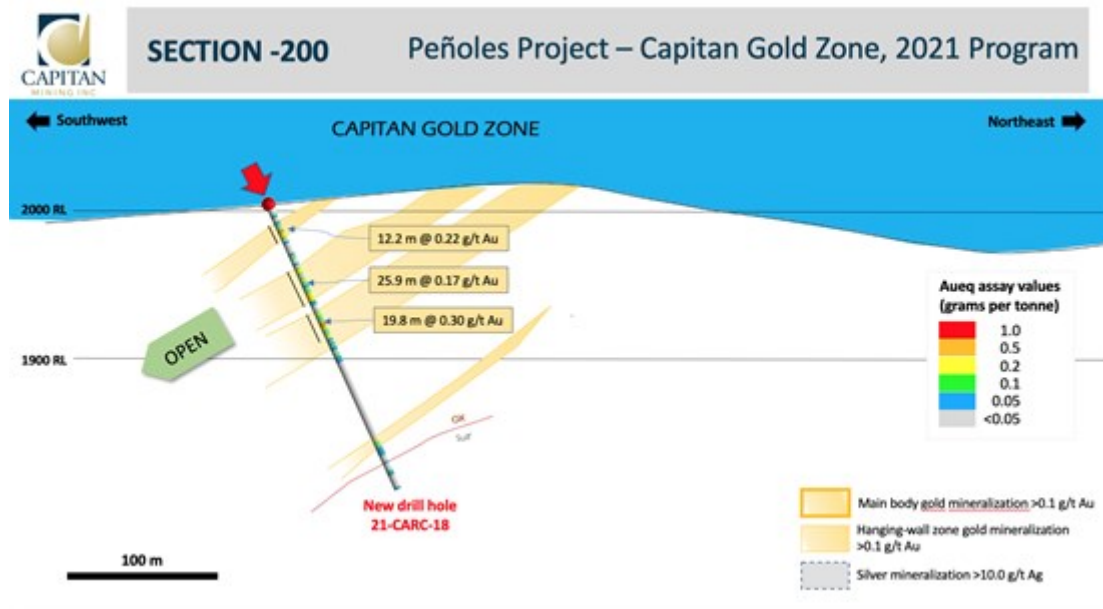 SECTION -200
Peñoles Project – Capitan Gold Zone, 2021 Program
CAPITAN
MINING INC
Southwest
CAPITAN GOLD ZONE
Northeast
2000 RL
12.2 m @ 0.22 g/t Au
25.9 m @ 0.17 g/t Au
19.8 m @ 0.30 g/t Au
OPEN
1900 RL
Aueq assay values
(grams per tonne)
1.0
0.5
0.2
0.1
0.05
<0.05
OX
Sulf
New drill hole
21-CARC-18
100 m
Main body gold mineralization >0.1 g/t Au
Hanging-wall zone gold mineralization
>0.1 g/t Au
Silver mineralization >10.0 g/t Ag